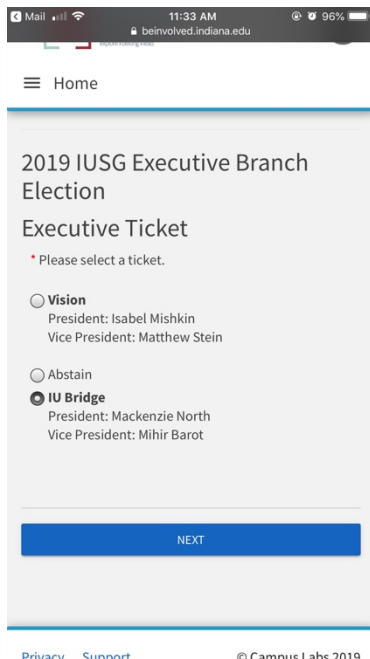 Mail
11:33 AM
96%
beinvolved.indiana.edu
Home
2019 IUSG Executive Branch
Election
Executive Ticket
* Please select a ticket.
Vision
President: Isabel Mishkin
Vice President: Matthew Stein
Abstain
IU Bridge
President: Mackenzie North
Vice President: Mihir Barot
NEXT
Privacy Support © Campus Labs 2019